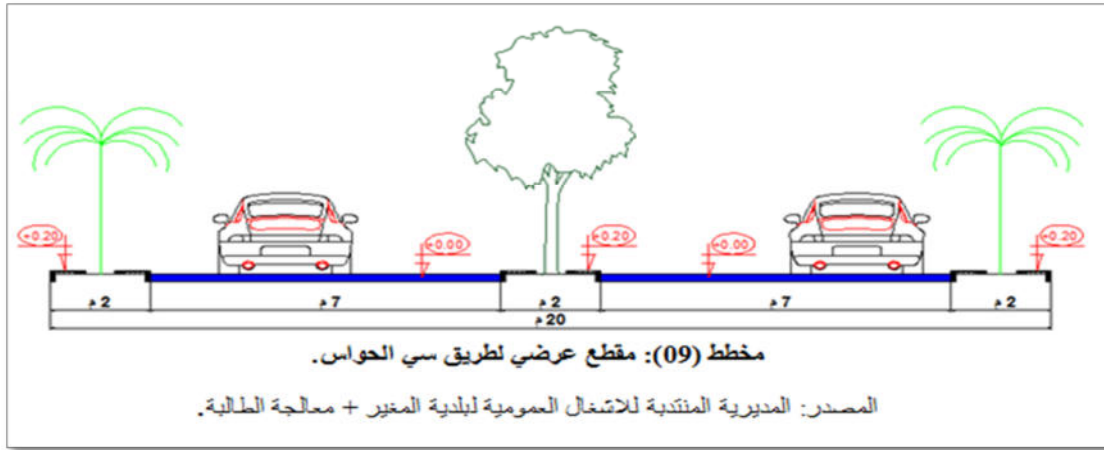 +0.20 +0.00 +0.20 +0.00 +0.20
2 م 7 م 2 م 7 م 2 م
20 م
مخطط (09): مقطع عرضي لطريق سي الحواس.
المصدر: المديرية المنتدبة للاشغال العمومية لبلدية المغير + معالجة الطالبة.